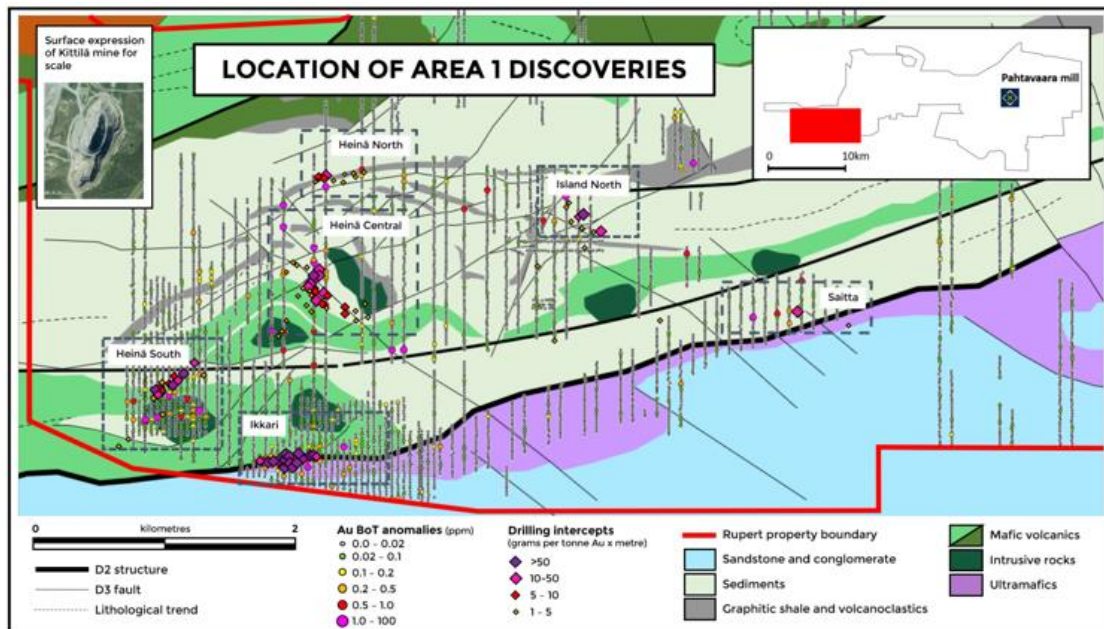 Surface expression
of Kittilä mine for
scale
LOCATION OF AREA 1 DISCOVERIES
Pahtavaara mill
0 10km
Heinä North
Island North
Heinä Central
Saitta
Heinä South
Ikkari
0 kilometres 2
D2 structure
D3 fault
Lithological trend
Au BoT anomalies (ppm)
0.0 - 0.02
0.02 - 0.1
0.1 - 0.2
0.2 - 0.5
0.5 - 1.0
1.0 - 100
Drilling intercepts
(grams per tonne Au x metre)
>50
10-50
5 - 10
1 - 5
Rupert property boundary
Sandstone and conglomerate
Sediments
Graphitic shale and volcanoclastics
Mafic volcanics
Intrusive rocks
Ultramafics